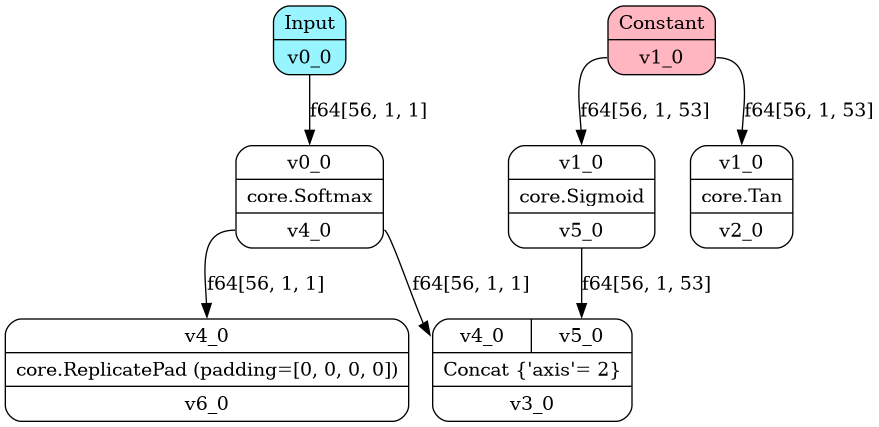 Input
v0_0
Constant
v1_0
f64[56, 1, 1]
f64[56, 1, 53]
f64[56, 1, 53]
v0_0
core.Softmax
v4_0
v1_0
core.Sigmoid
v5_0
v1_0
core.Tan
v2_0
f64[56, 1, 1]
f64[56, 1, 1]
f64[56, 1, 53]
v4_0
core.ReplicatePad (padding=[0, 0, 0, 0])
v6_0
v4_0
v5_0
Concat {'axis'= 2}
v3_0